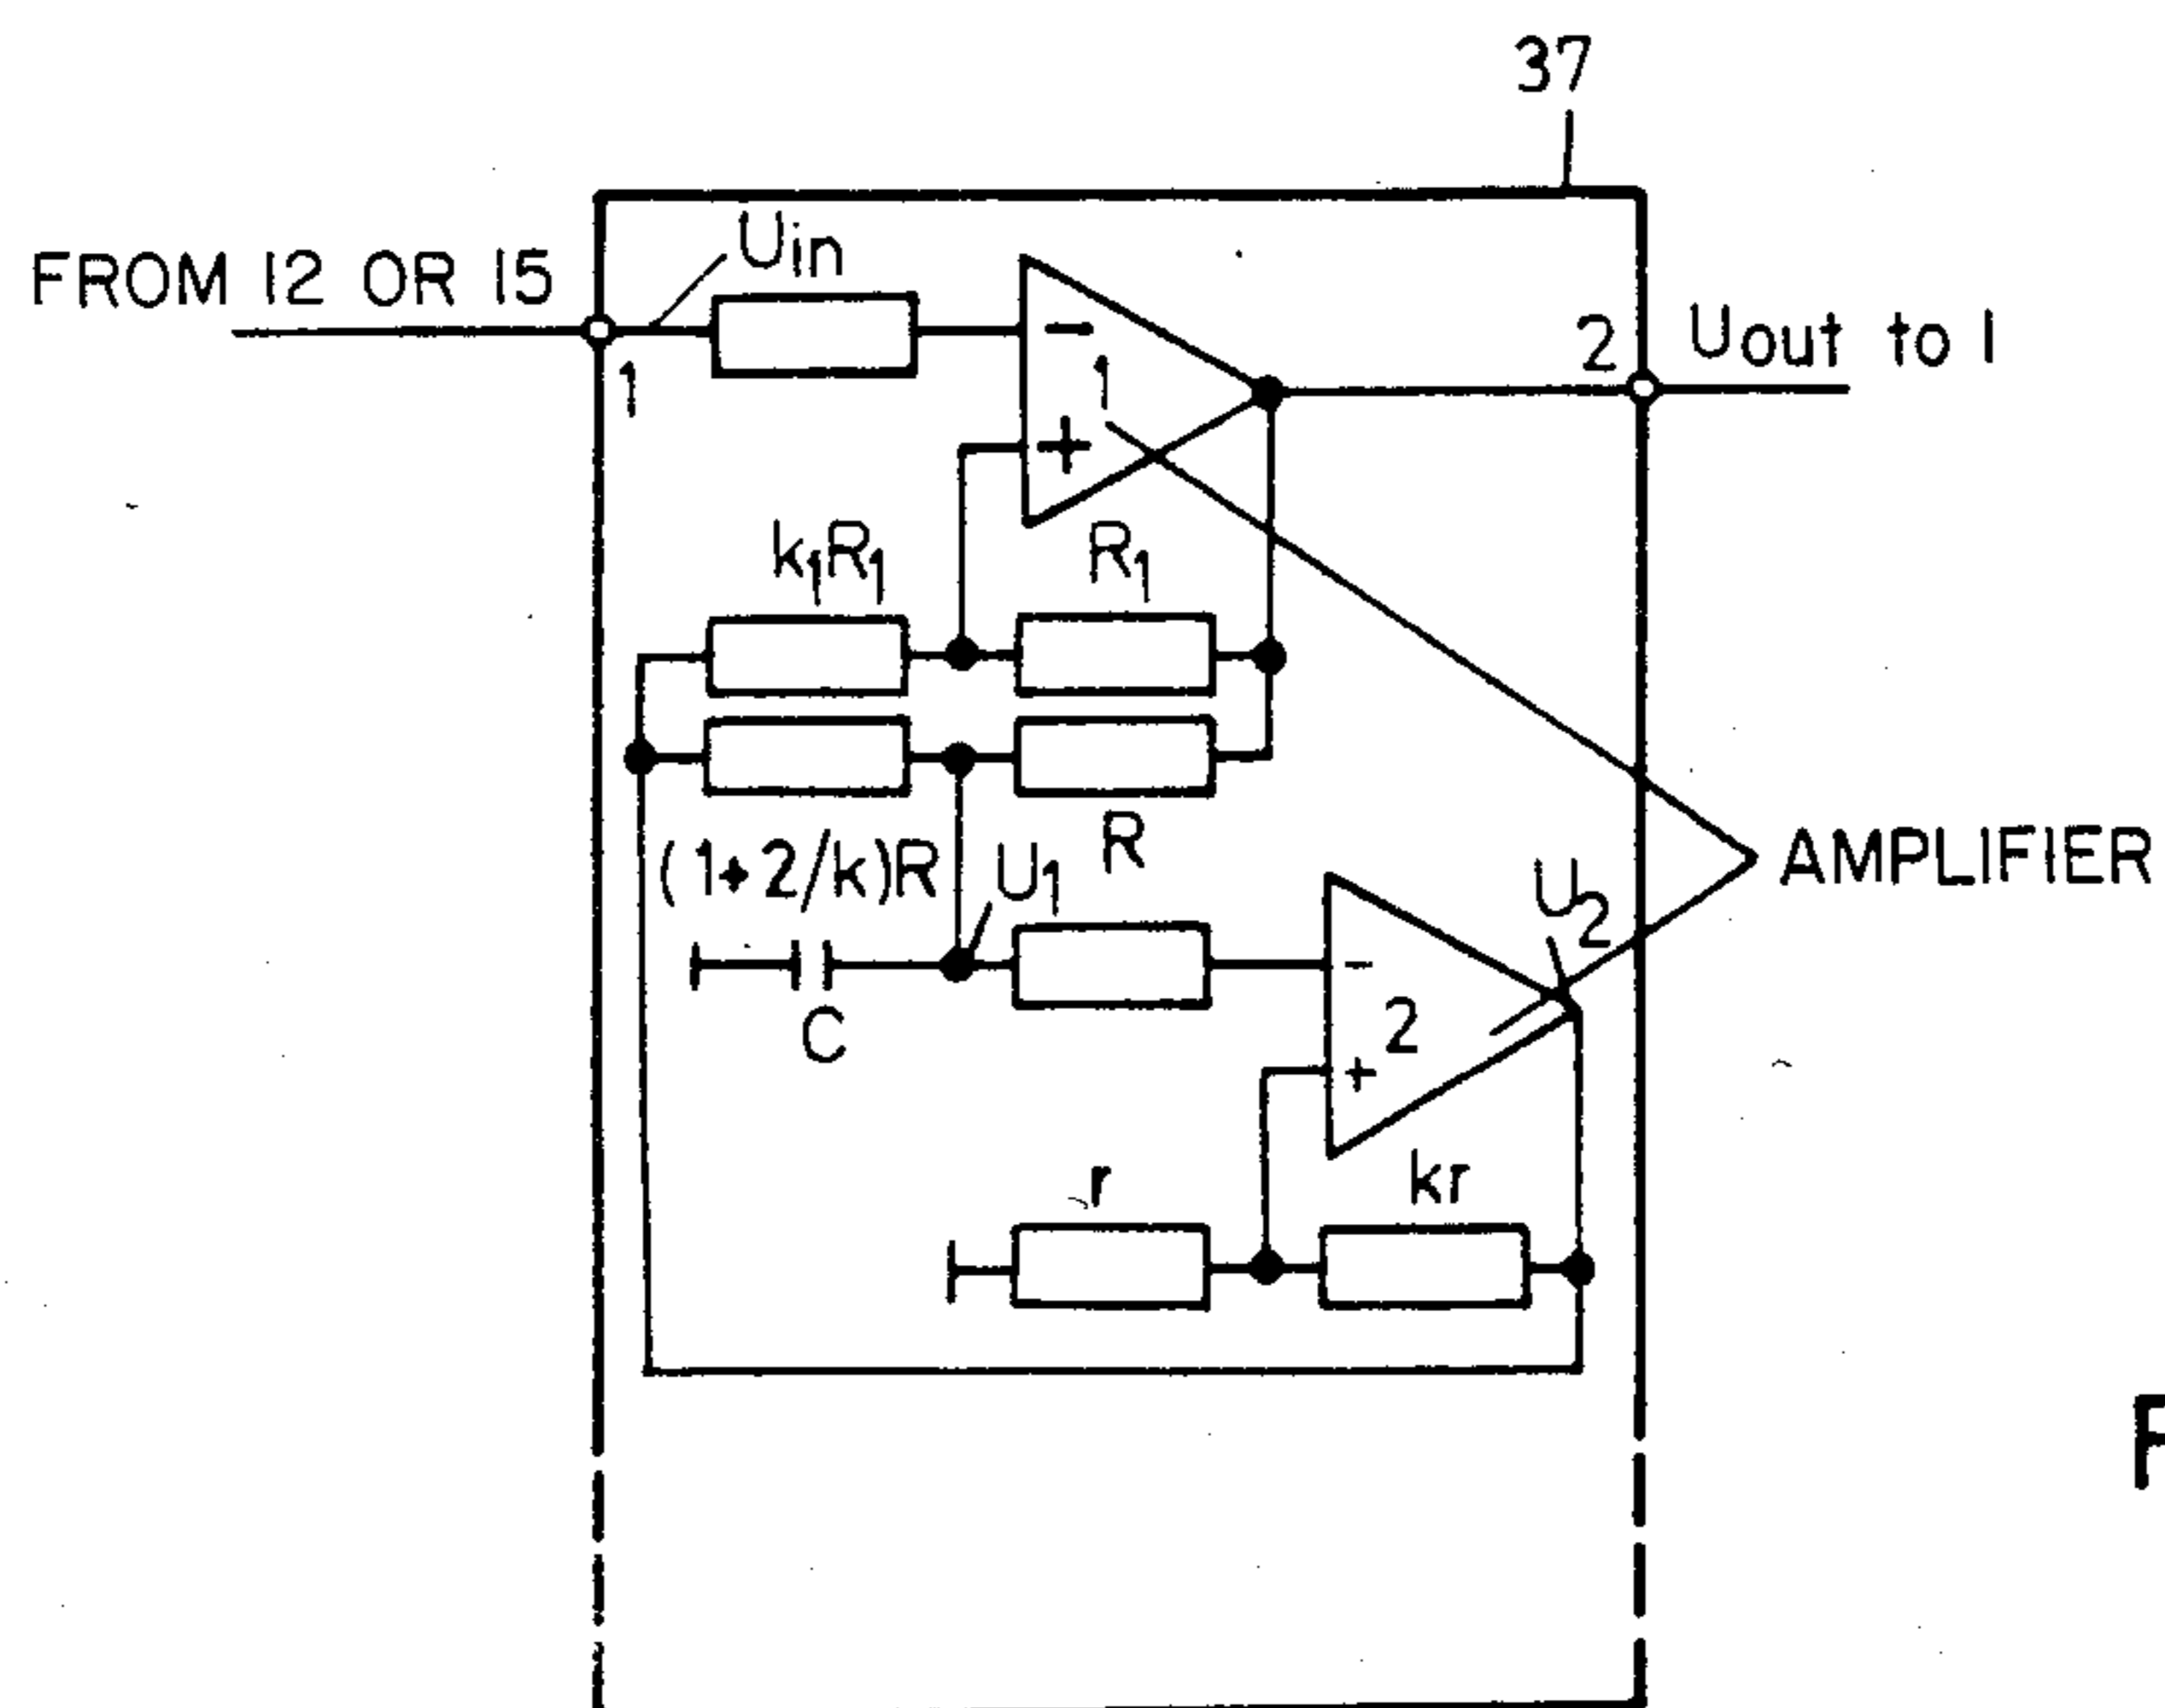 37
Uin
FROM 12 OR 15
1
-
1
+
2
Uout to 1
k1R1
R1
(1+2/k)R
U1
R
U2
AMPLIFIER
C
-
2
+
r
kr